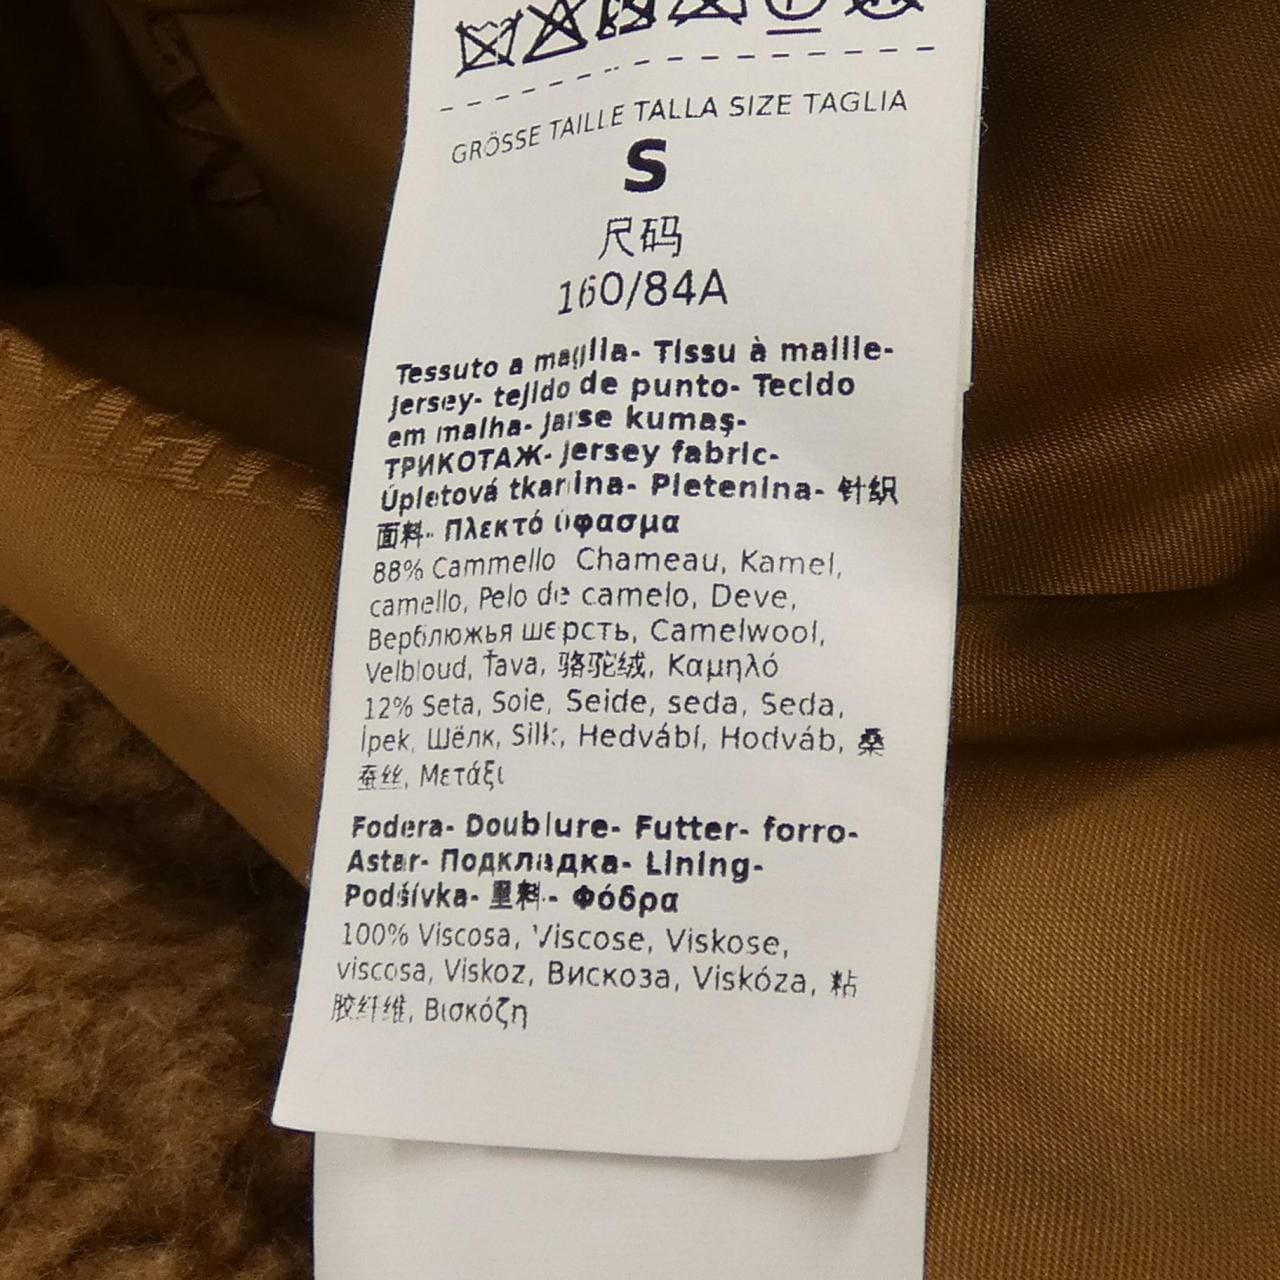 GRÖSSE TAILLE TALLA SIZE TAGLIA
S
尺码
160/84A
Tessuto a maglia- Tissu à maille-
Jersey- tejido de punto- Tecido
em malha- Jarse kumaş-
ТРИКОТАЖ- Jersey fabric-
Úpletová tkanina- Pletenina- 针织
面料- Πλεκτό ύφασμα
88% Cammello Chameau, Kamel,
camello, Pelo de camelo, Deve,
Верблюжья шерсть, Camelwool,
Velbloud, Ťava, 骆驼绒, Καμηλό
12% Seta, Soie, Seide, seda, Seda,
İpek, Шёлк, Silk, Hedvábí, Hodváb, 桑
蚕丝, Μετάξι
Fodera- Doublure- Futter- forro-
Astar- Подкладка- Lining-
Podšívka- 里料- Φόδρα
100% Viscosa, Viscose, Viskose,
viscosa, Viskoz, Вискоза, Viskóza, 粘
胶纤维, Βισκόζη